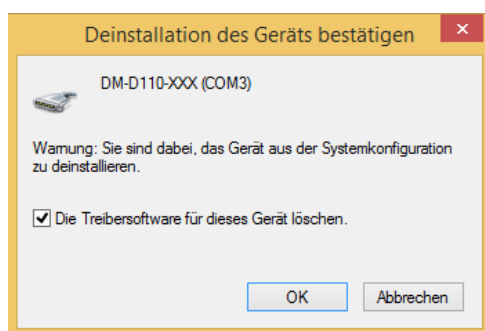 Deinstallation des Geräts bestätigen
DM-D110-XXX (COM3)
Warnung: Sie sind dabei, das Gerät aus der Systemkonfiguration
zu deinstallieren.
Die Treibersoftware für dieses Gerät löschen.
OK
Abbrechen